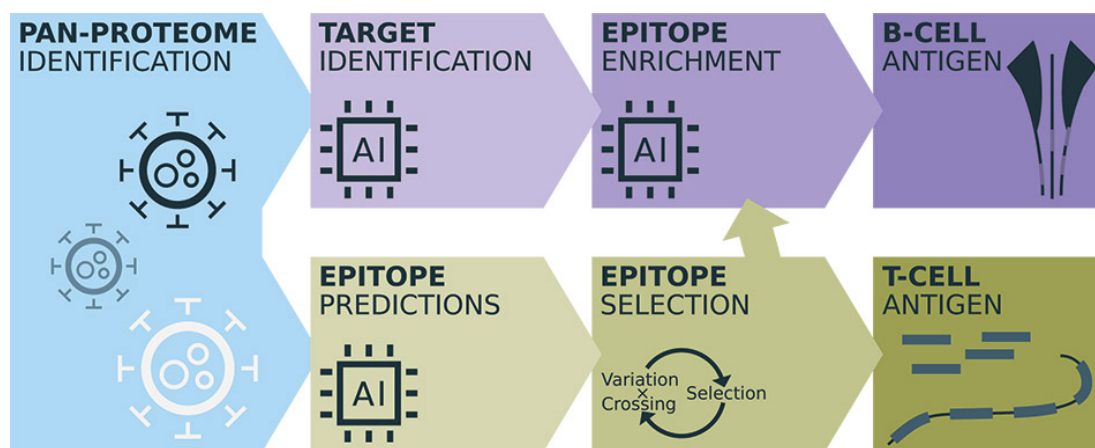 PAN-PROTEOME
IDENTIFICATION
TARGET
IDENTIFICATION
AI
EPITOPE
ENRICHMENT
AI
B-CELL
ANTIGEN
EPITOPE
PREDICTIONS
AI
EPITOPE
SELECTION
Variation
×
Crossing
Selection
T-CELL
ANTIGEN